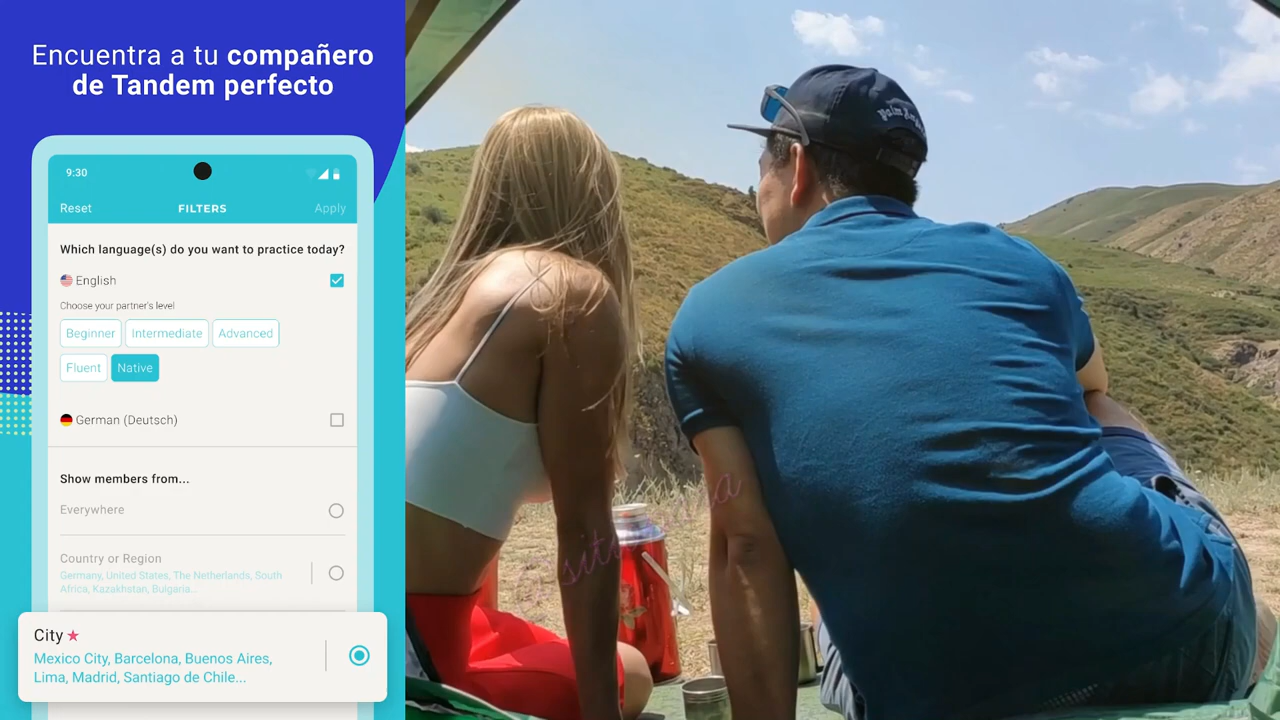 Encuentra a tu compañero
de Tandem perfecto
9:30
Reset
FILTERS
Apply
Which language(s) do you want to practice today?
English
Choose your partner's level
Beginner
Intermediate
Advanced
Fluent
Native
German (Deutsch)
Show members from...
Everywhere
Country or Region
Germany, United States, The Netherlands, South
Africa, Kazakhstan, Bulgaria...
City
Mexico City, Barcelona, Buenos Aires,
Lima, Madrid, Santiago de Chile...